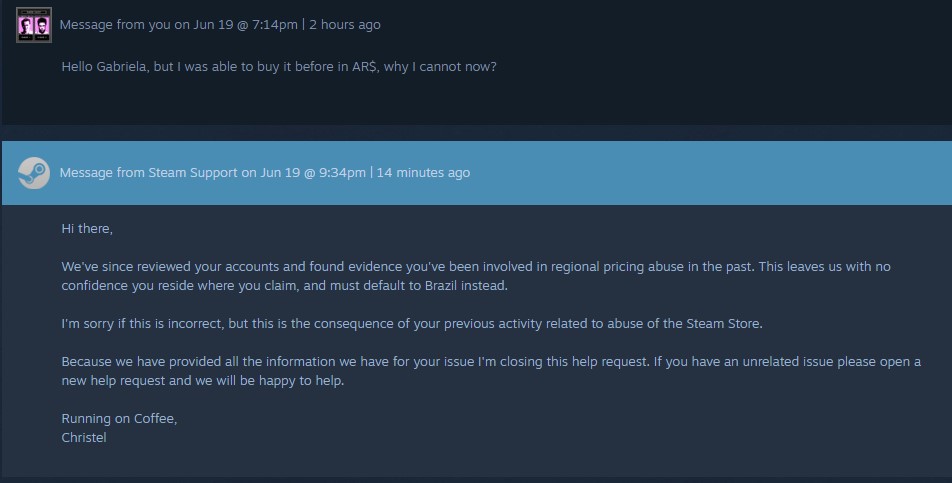 Message from you on Jun 19 @ 7:14pm | 2 hours ago
Hello Gabriela, but I was able to buy it before in AR$, why I cannot now?
Message from Steam Support on Jun 19 @ 9:34pm | 14 minutes ago
Hi there,
We've since reviewed your accounts and found evidence you've been involved in regional pricing abuse in the past. This leaves us with no
confidence you reside where you claim, and must default to Brazil instead.
I'm sorry if this is incorrect, but this is the consequence of your previous activity related to abuse of the Steam Store.
Because we have provided all the information we have for your issue I'm closing this help request. If you have an unrelated issue please open a
new help request and we will be happy to help.
Running on Coffee,
Christel